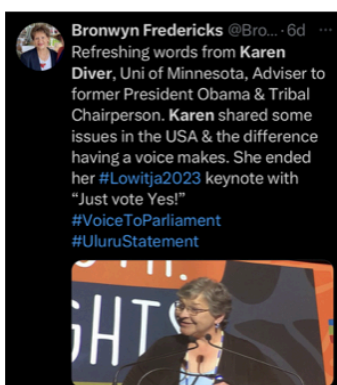 Bronwyn Fredericks @Bro... · 6d ...
Refreshing words from Karen
Diver, Uni of Minnesota, Adviser to
former President Obama & Tribal
Chairperson. Karen shared some
issues in the USA & the difference
having a voice makes. She ended
her #Lowitja2023 keynote with
“Just vote Yes!”
#VoiceToParliament
#UluruStatement
GHTS